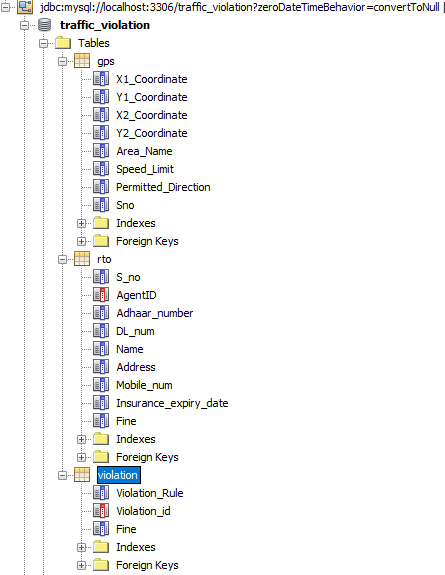 jdbc:mysql://localhost:3306/traffic_violation?zeroDateTimeBehavior=convertToNull |
traffic_violation
Tables
gps
X1_Coordinate
Y1_Coordinate
X2_Coordinate
Y2_Coordinate
Area_Name
Speed_Limit
Permitted_Direction
Sno
Indexes
Foreign Keys
rto
S_no
AgentID
Adhaar_number
DL_num
Name
Address
Mobile_num
Insurance_expiry_date
Fine
Indexes
Foreign Keys
violation
Violation_Rule
Violation_id
Fine
Indexes
Foreign Keys